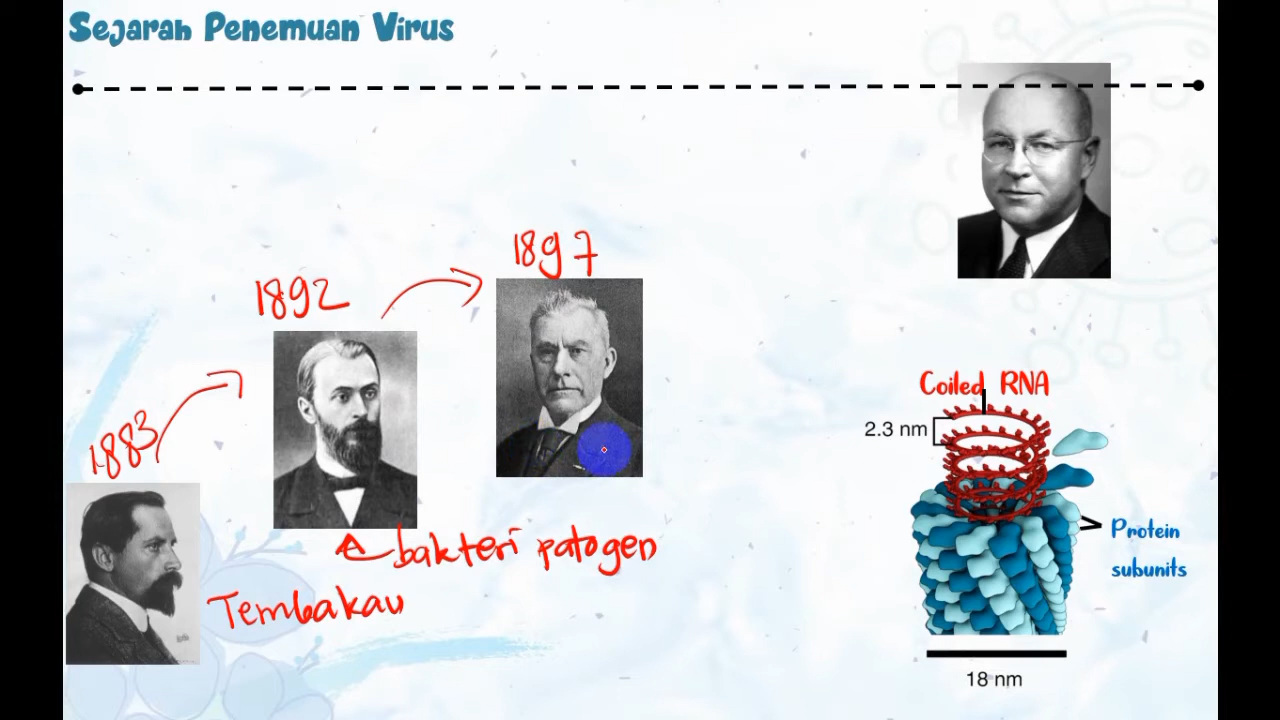 Sejarah Penemuan Virus
1897
1892
1883
Coiled RNA
2.3 nm
Protein
subunits
bakteri patogen
Tembakau
18 nm